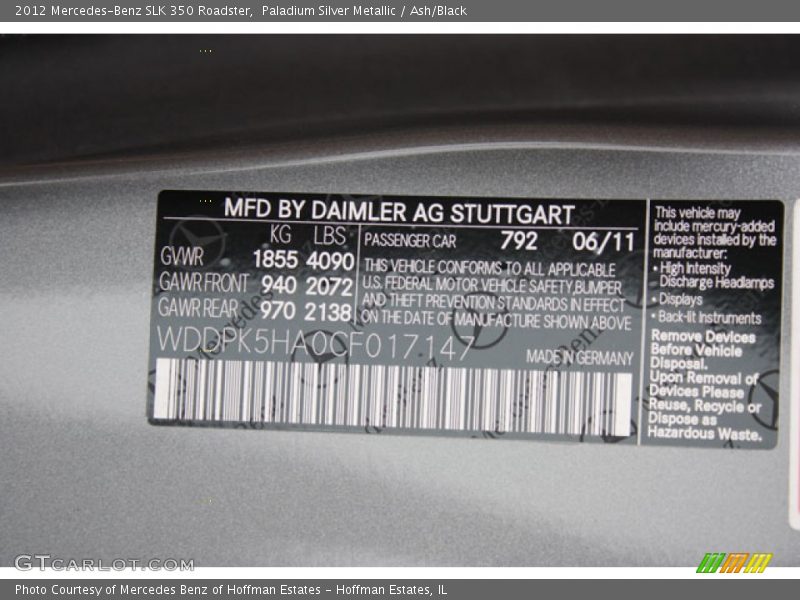 2012 Mercedes-Benz SLK 350 Roadster,  Paladium Silver Metallic / Ash/Black
MFD BY DAIMLER AG STUTTGART
KG LBS
GVWR 1855 4090
GAWR FRONT 940 2072
GAWR REAR 970 2138
PASSENGER CAR 792 06/11
THIS VEHICLE CONFORMS TO ALL APPLICABLE
U.S. FEDERAL MOTOR VEHICLE SAFETY,BUMPER,
AND THEFT PREVENTION STANDARDS IN EFFECT
ON THE DATE OF MANUFACTURE SHOWN ABOVE
WDDPK5HA0CF017147
MADE IN GERMANY
This vehicle may
include mercury-added
devices installed by the
manufacturer:
• High Intensity
Discharge Headlamps
• Displays
• Back-lit Instruments
Remove Devices
Before Vehicle
Disposal.
Upon Removal of
Devices Please
Reuse, Recycle or
Dispose as
Hazardous Waste.
GTcarlot.com
Photo Courtesy of Mercedes Benz of Hoffman Estates - Hoffman Estates, IL